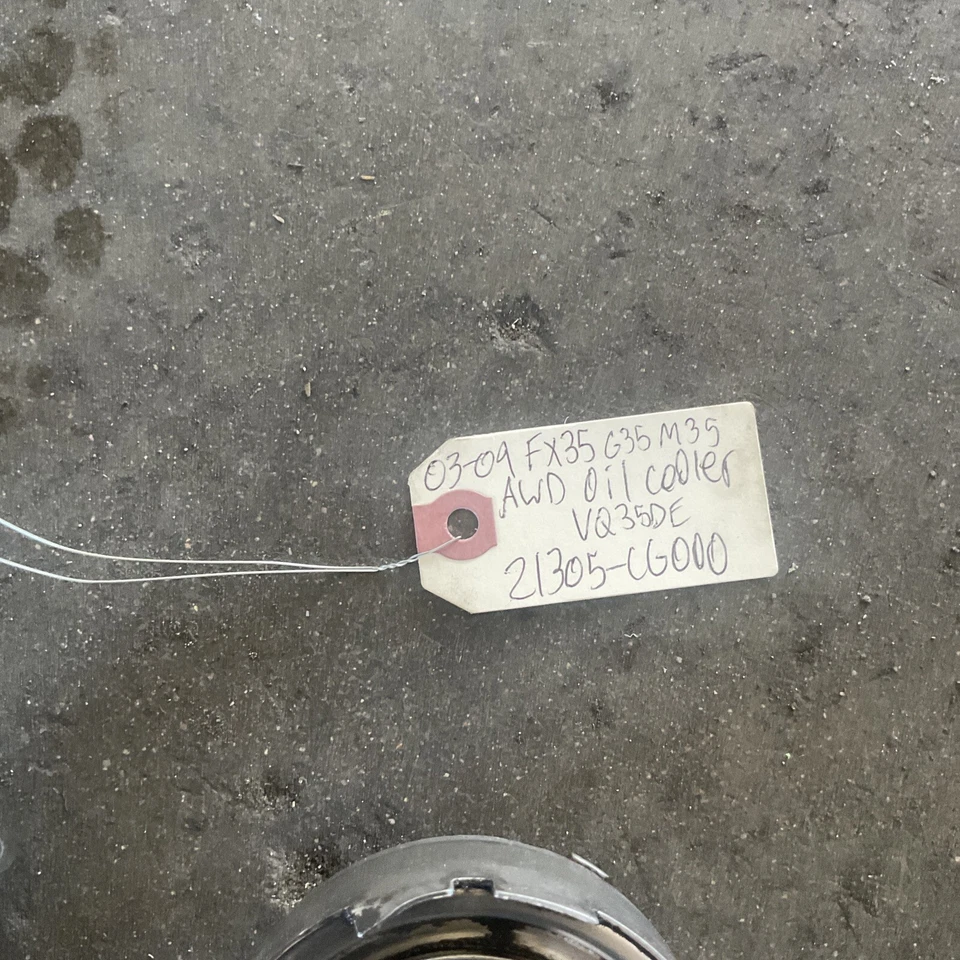 03-09 FX35 G35 M35
AWD Oil cooler
VQ35DE
21305-CG000